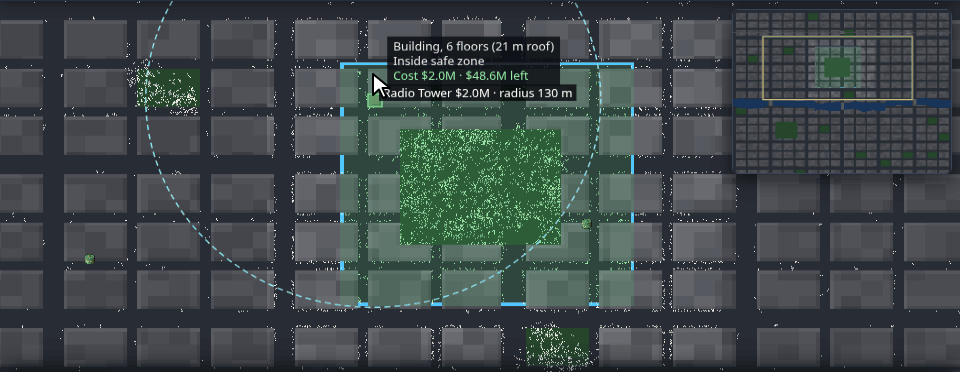 Building, 6 floors (21 m roof)
Inside safe zone
Cost $2.0M · $48.6M left
Radio Tower $2.0M · radius 130 m